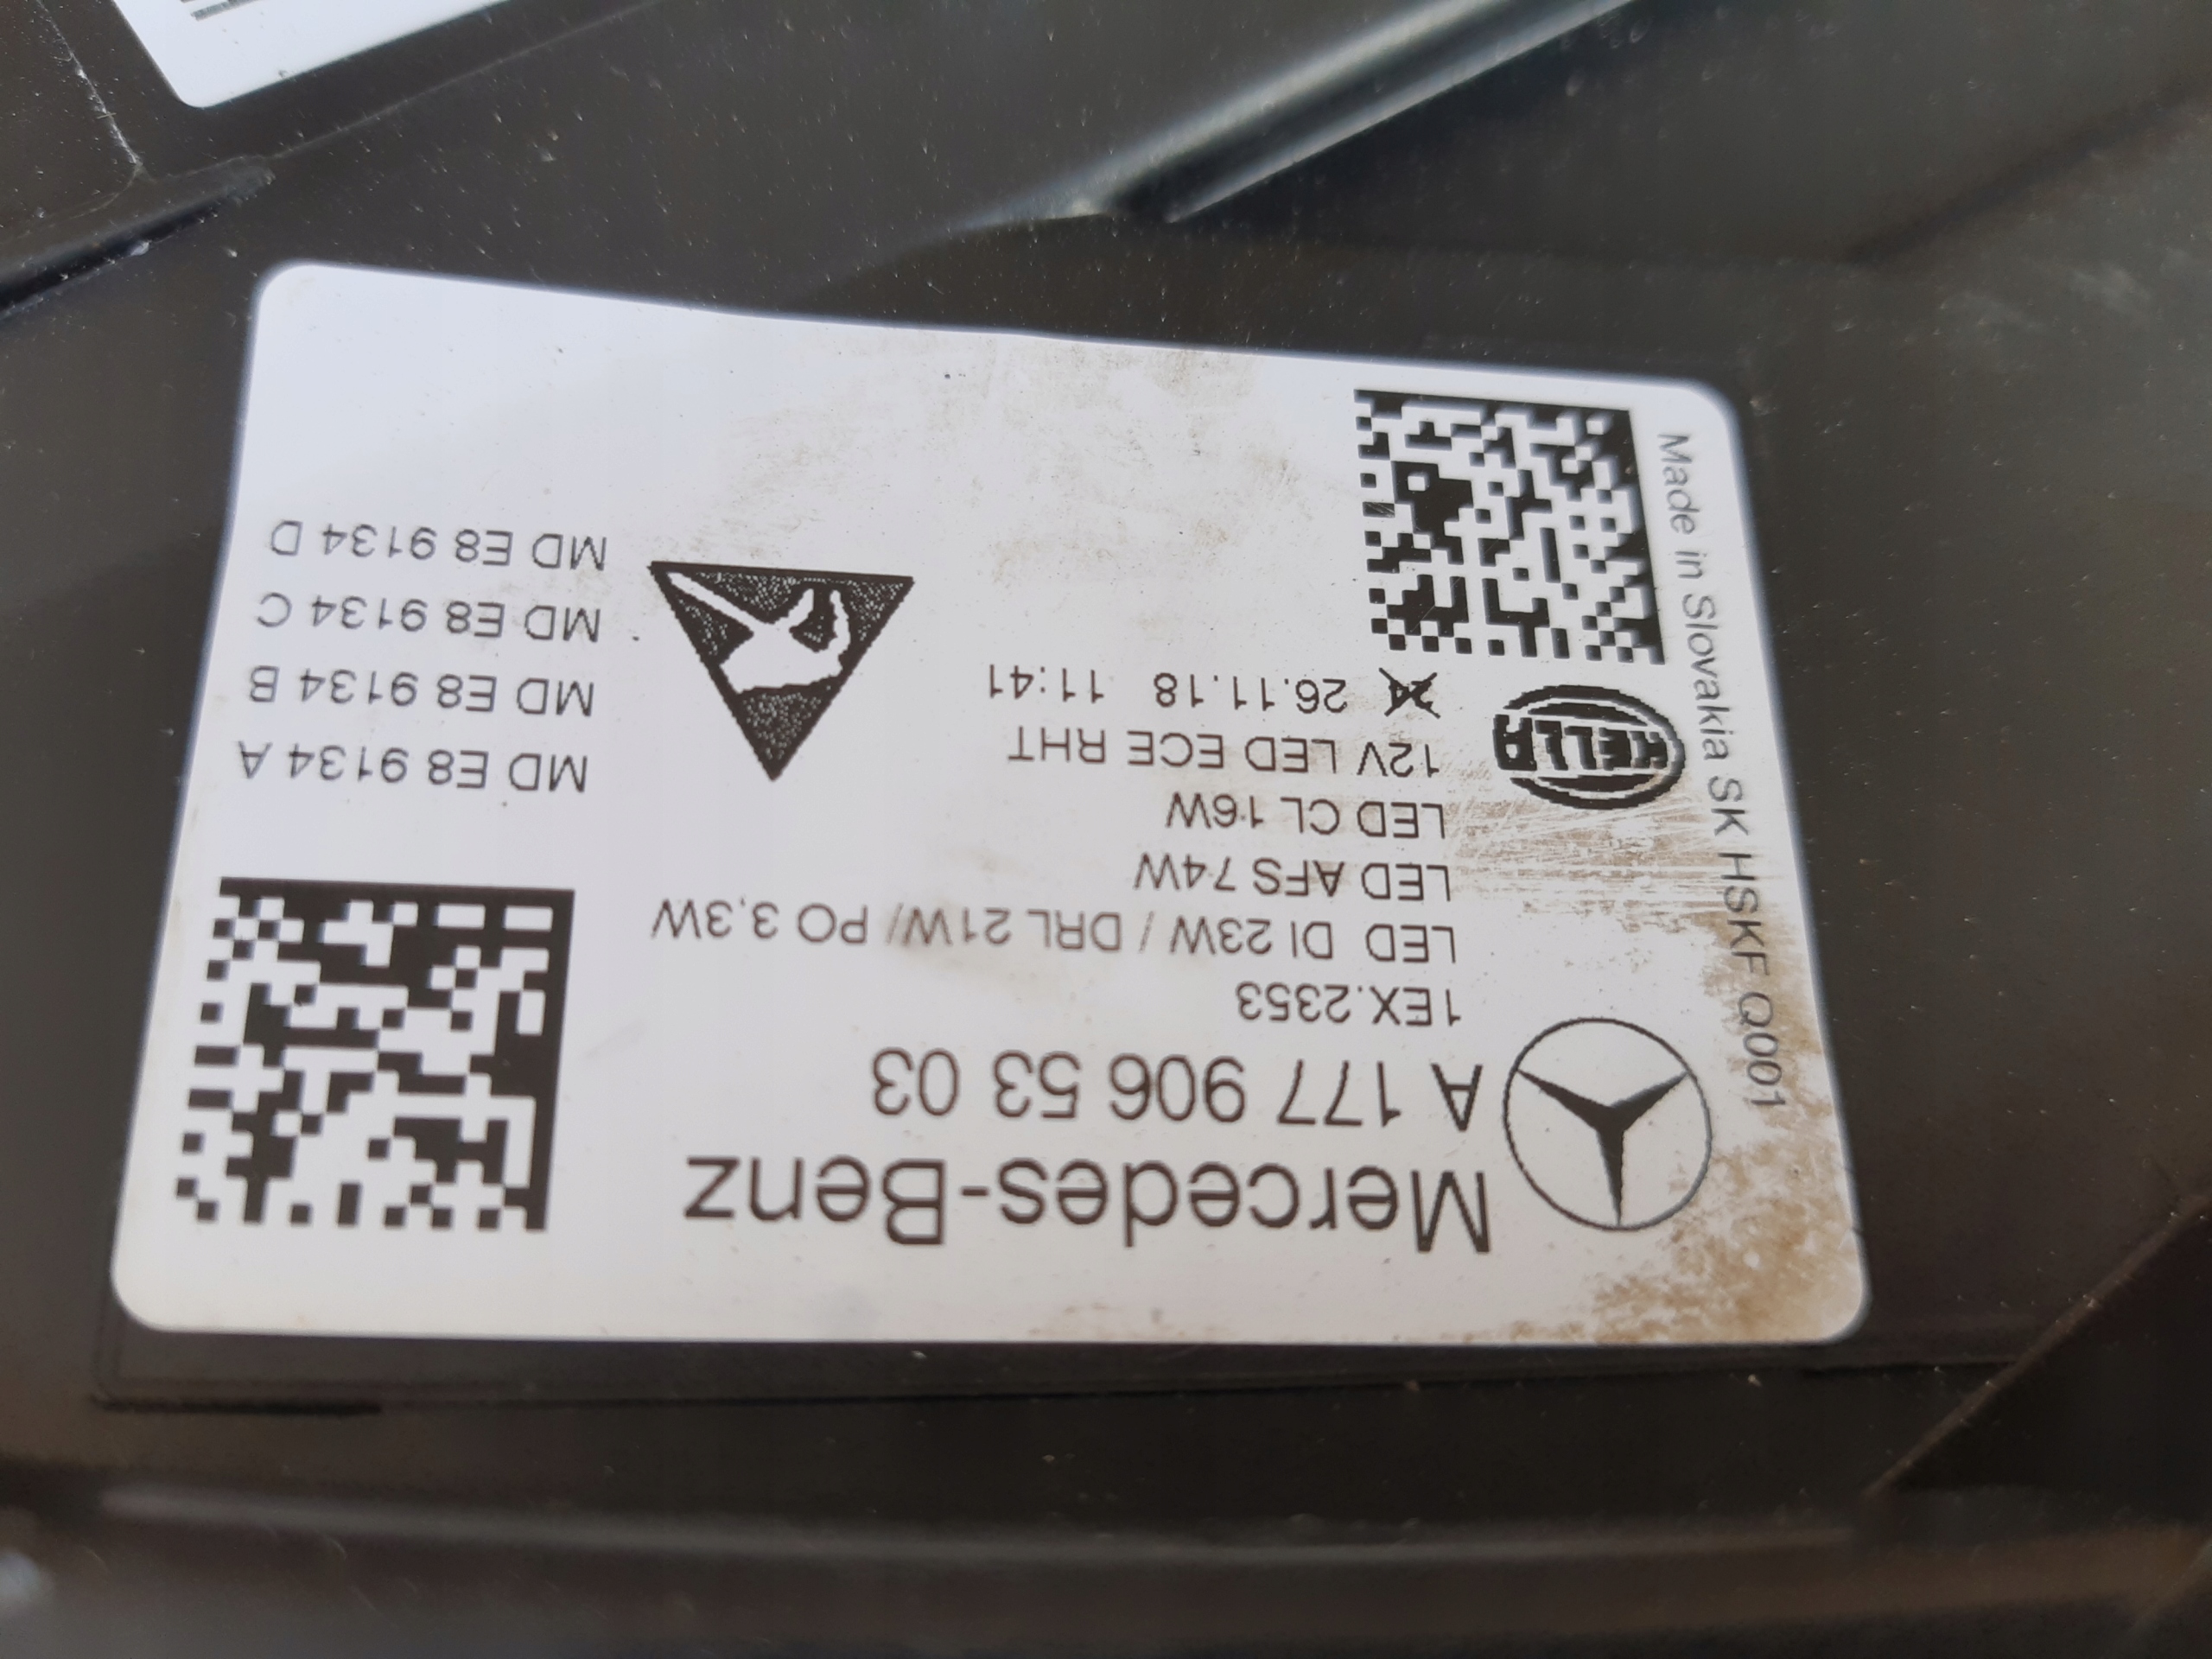 Mercedes-Benz
A 177 906 53 03
1EX.2353
LED DI 23W / DRL 21W/ PO 3,3W
LED AFS 74W
LED CL 16W
12V LED ECE RHT
24 26.11.18 11:41
HELLA
MD E8 9134 A
MD E8 9134 B
MD E8 9134 C
MD E8 9134 D
Made in Slovakia SK HSKF Q001